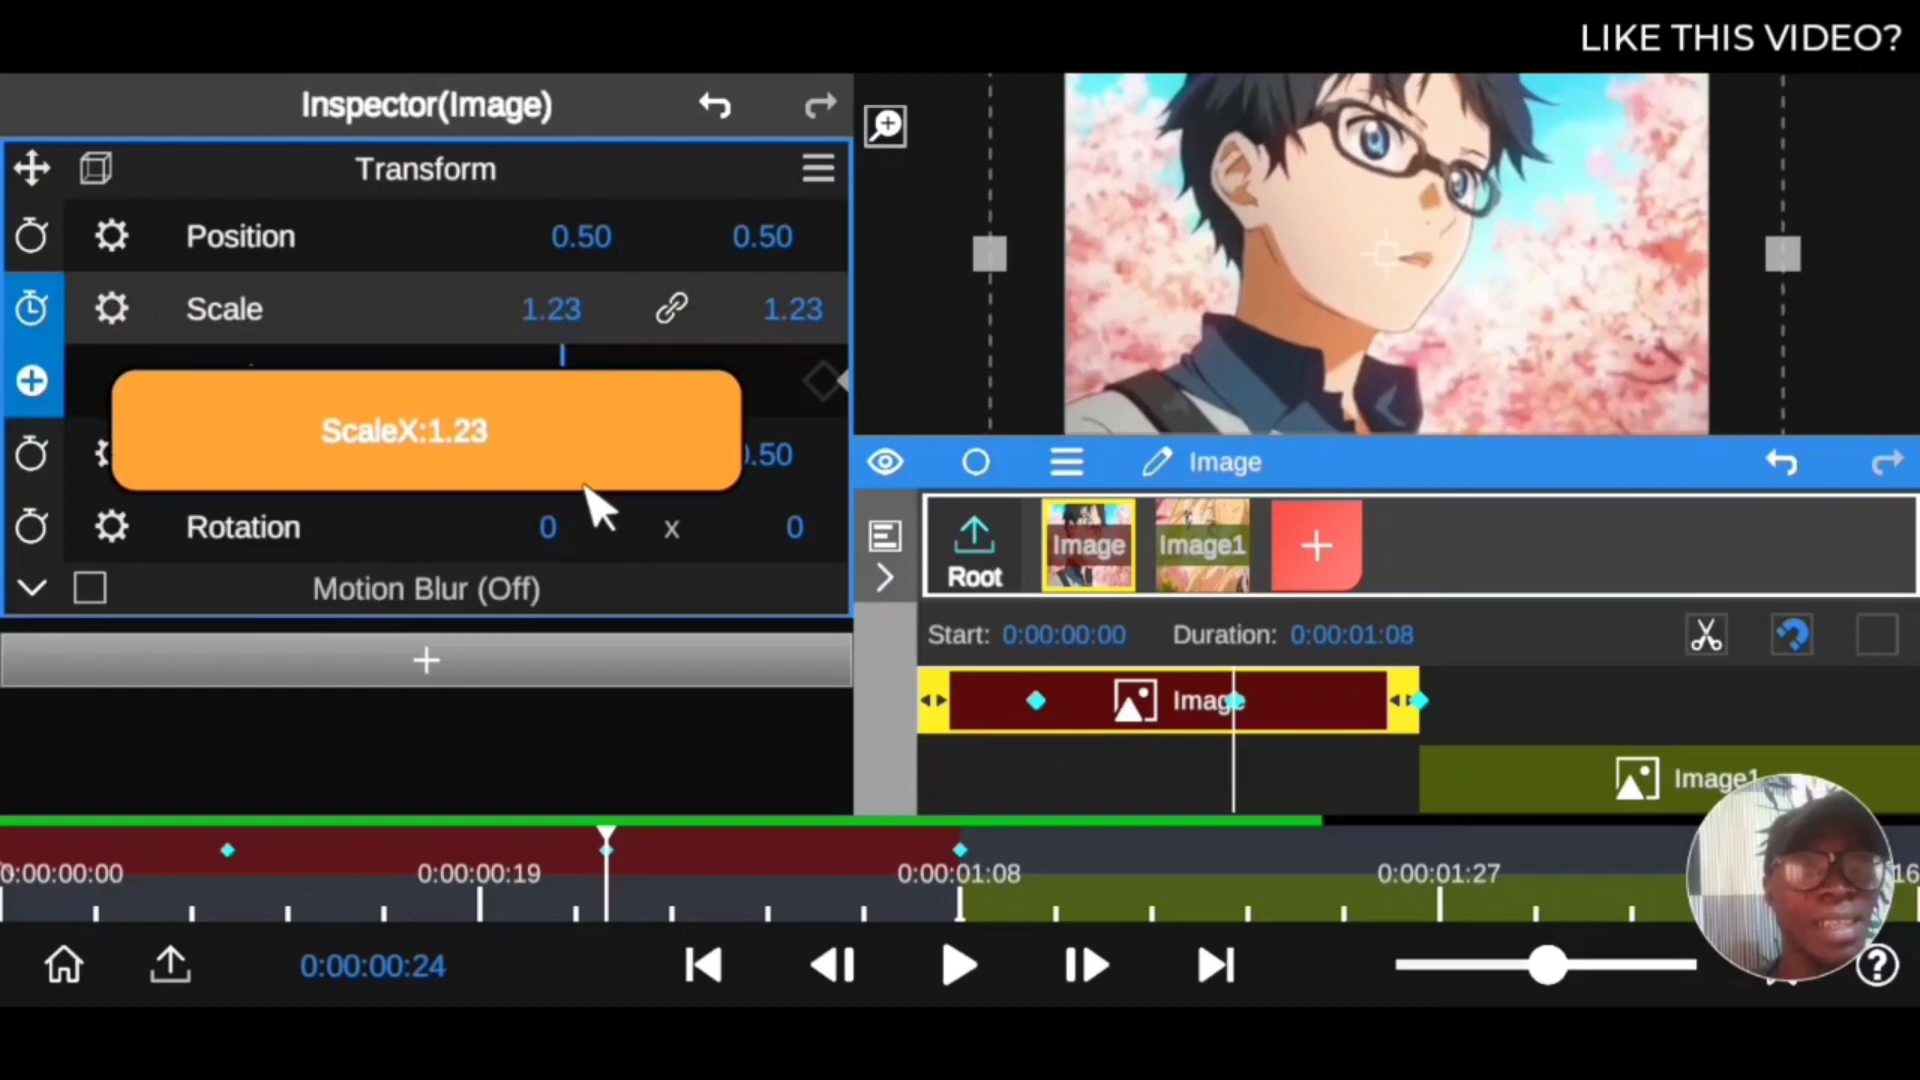 LIKE THIS VIDEO?
Inspector(Image)
Transform
Position 0.50 0.50
Scale 1.23 1.23
ScaleX:1.23
.50
Rotation 0 x 0
Motion Blur (Off)
+
Image
Root Image Image1 +
Start: 0:00:00:00 Duration: 0:00:01:08
Image
Image1
0:00:00:00 0:00:00:19 0:00:01:08 0:00:01:27 16
0:00:00:24
?